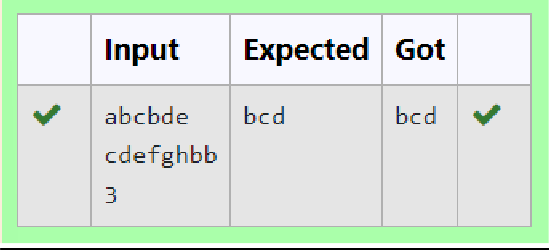 Input Expected Got
abcbde bcd bcd
cdefghbb
3